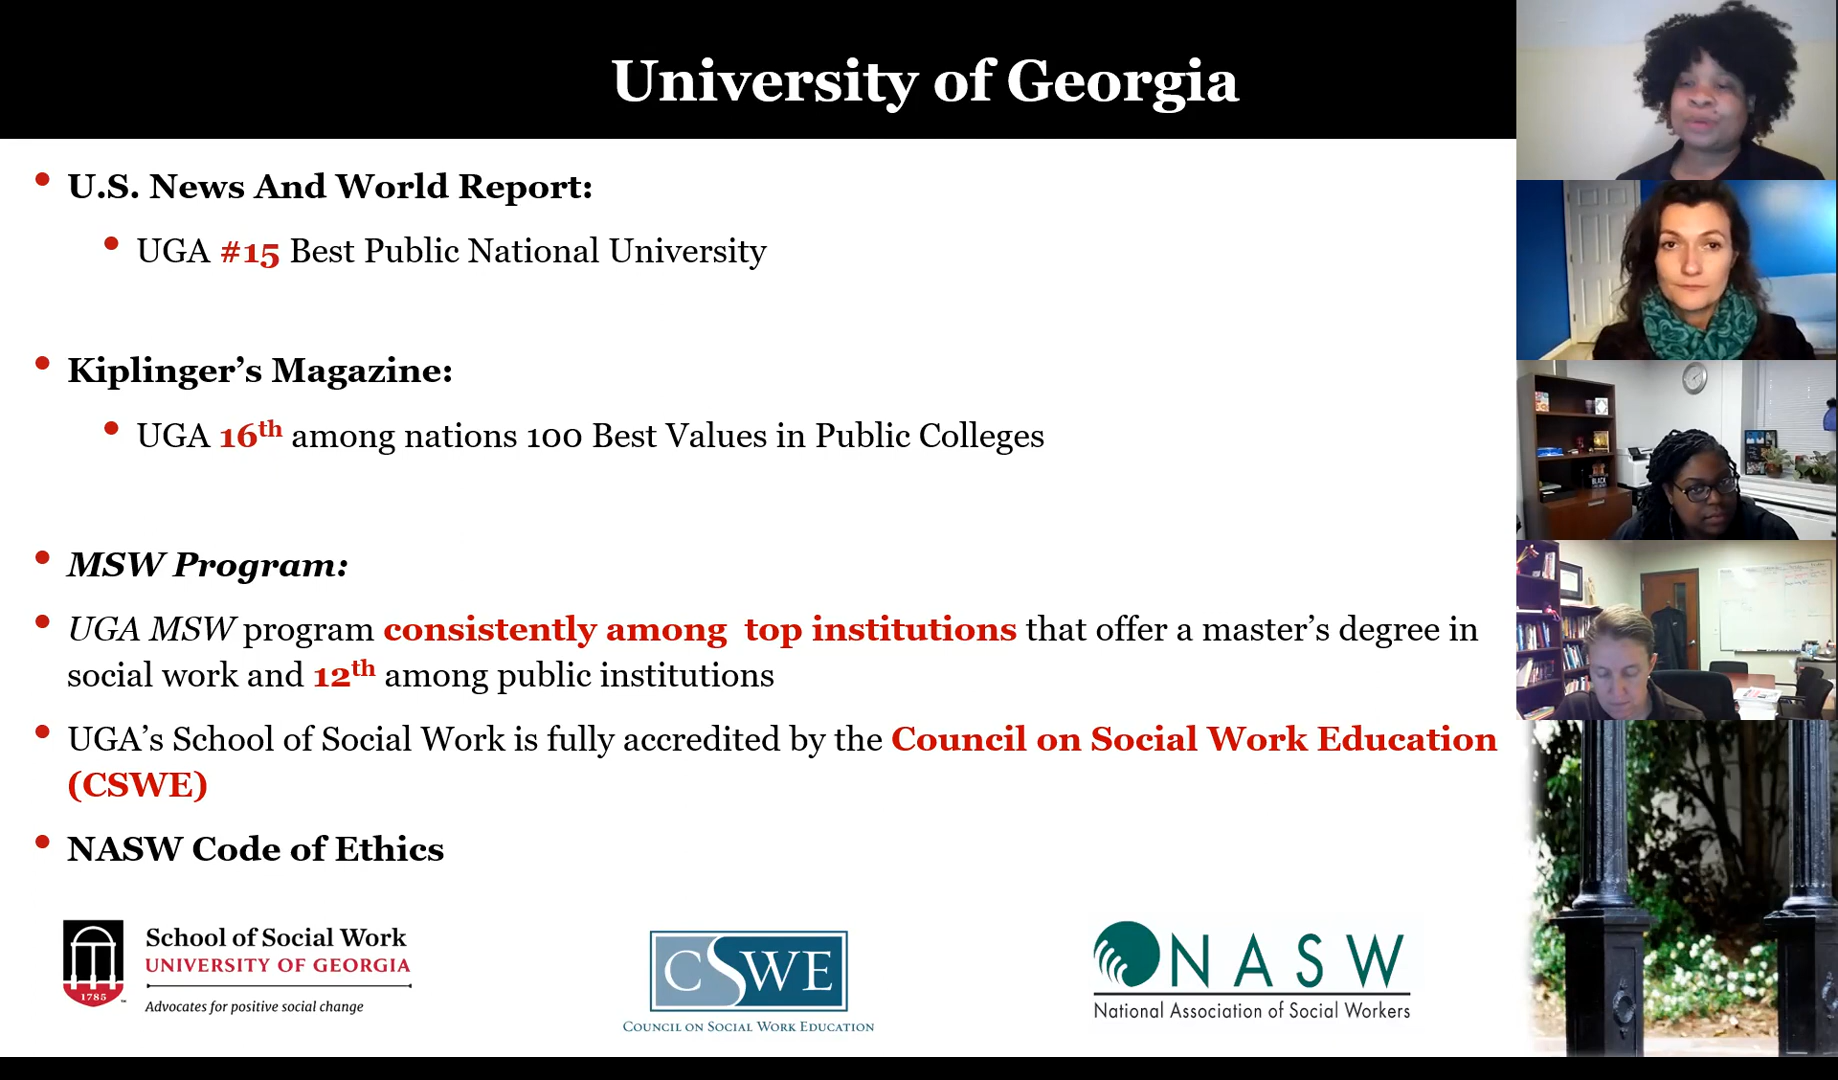 University of Georgia
• U.S. News And World Report:
• UGA #15 Best Public National University
• Kiplinger’s Magazine:
• UGA 16th among nations 100 Best Values in Public Colleges
• MSW Program:
• UGA MSW program consistently among top institutions that offer a master’s degree in
social work and 12th among public institutions
• UGA’s School of Social Work is fully accredited by the Council on Social Work Education
(CSWE)
• NASW Code of Ethics
1785
School of Social Work
UNIVERSITY OF GEORGIA
Advocates for positive social change
CSWE
COUNCIL ON SOCIAL WORK EDUCATION
NASW
National Association of Social Workers
BLACK